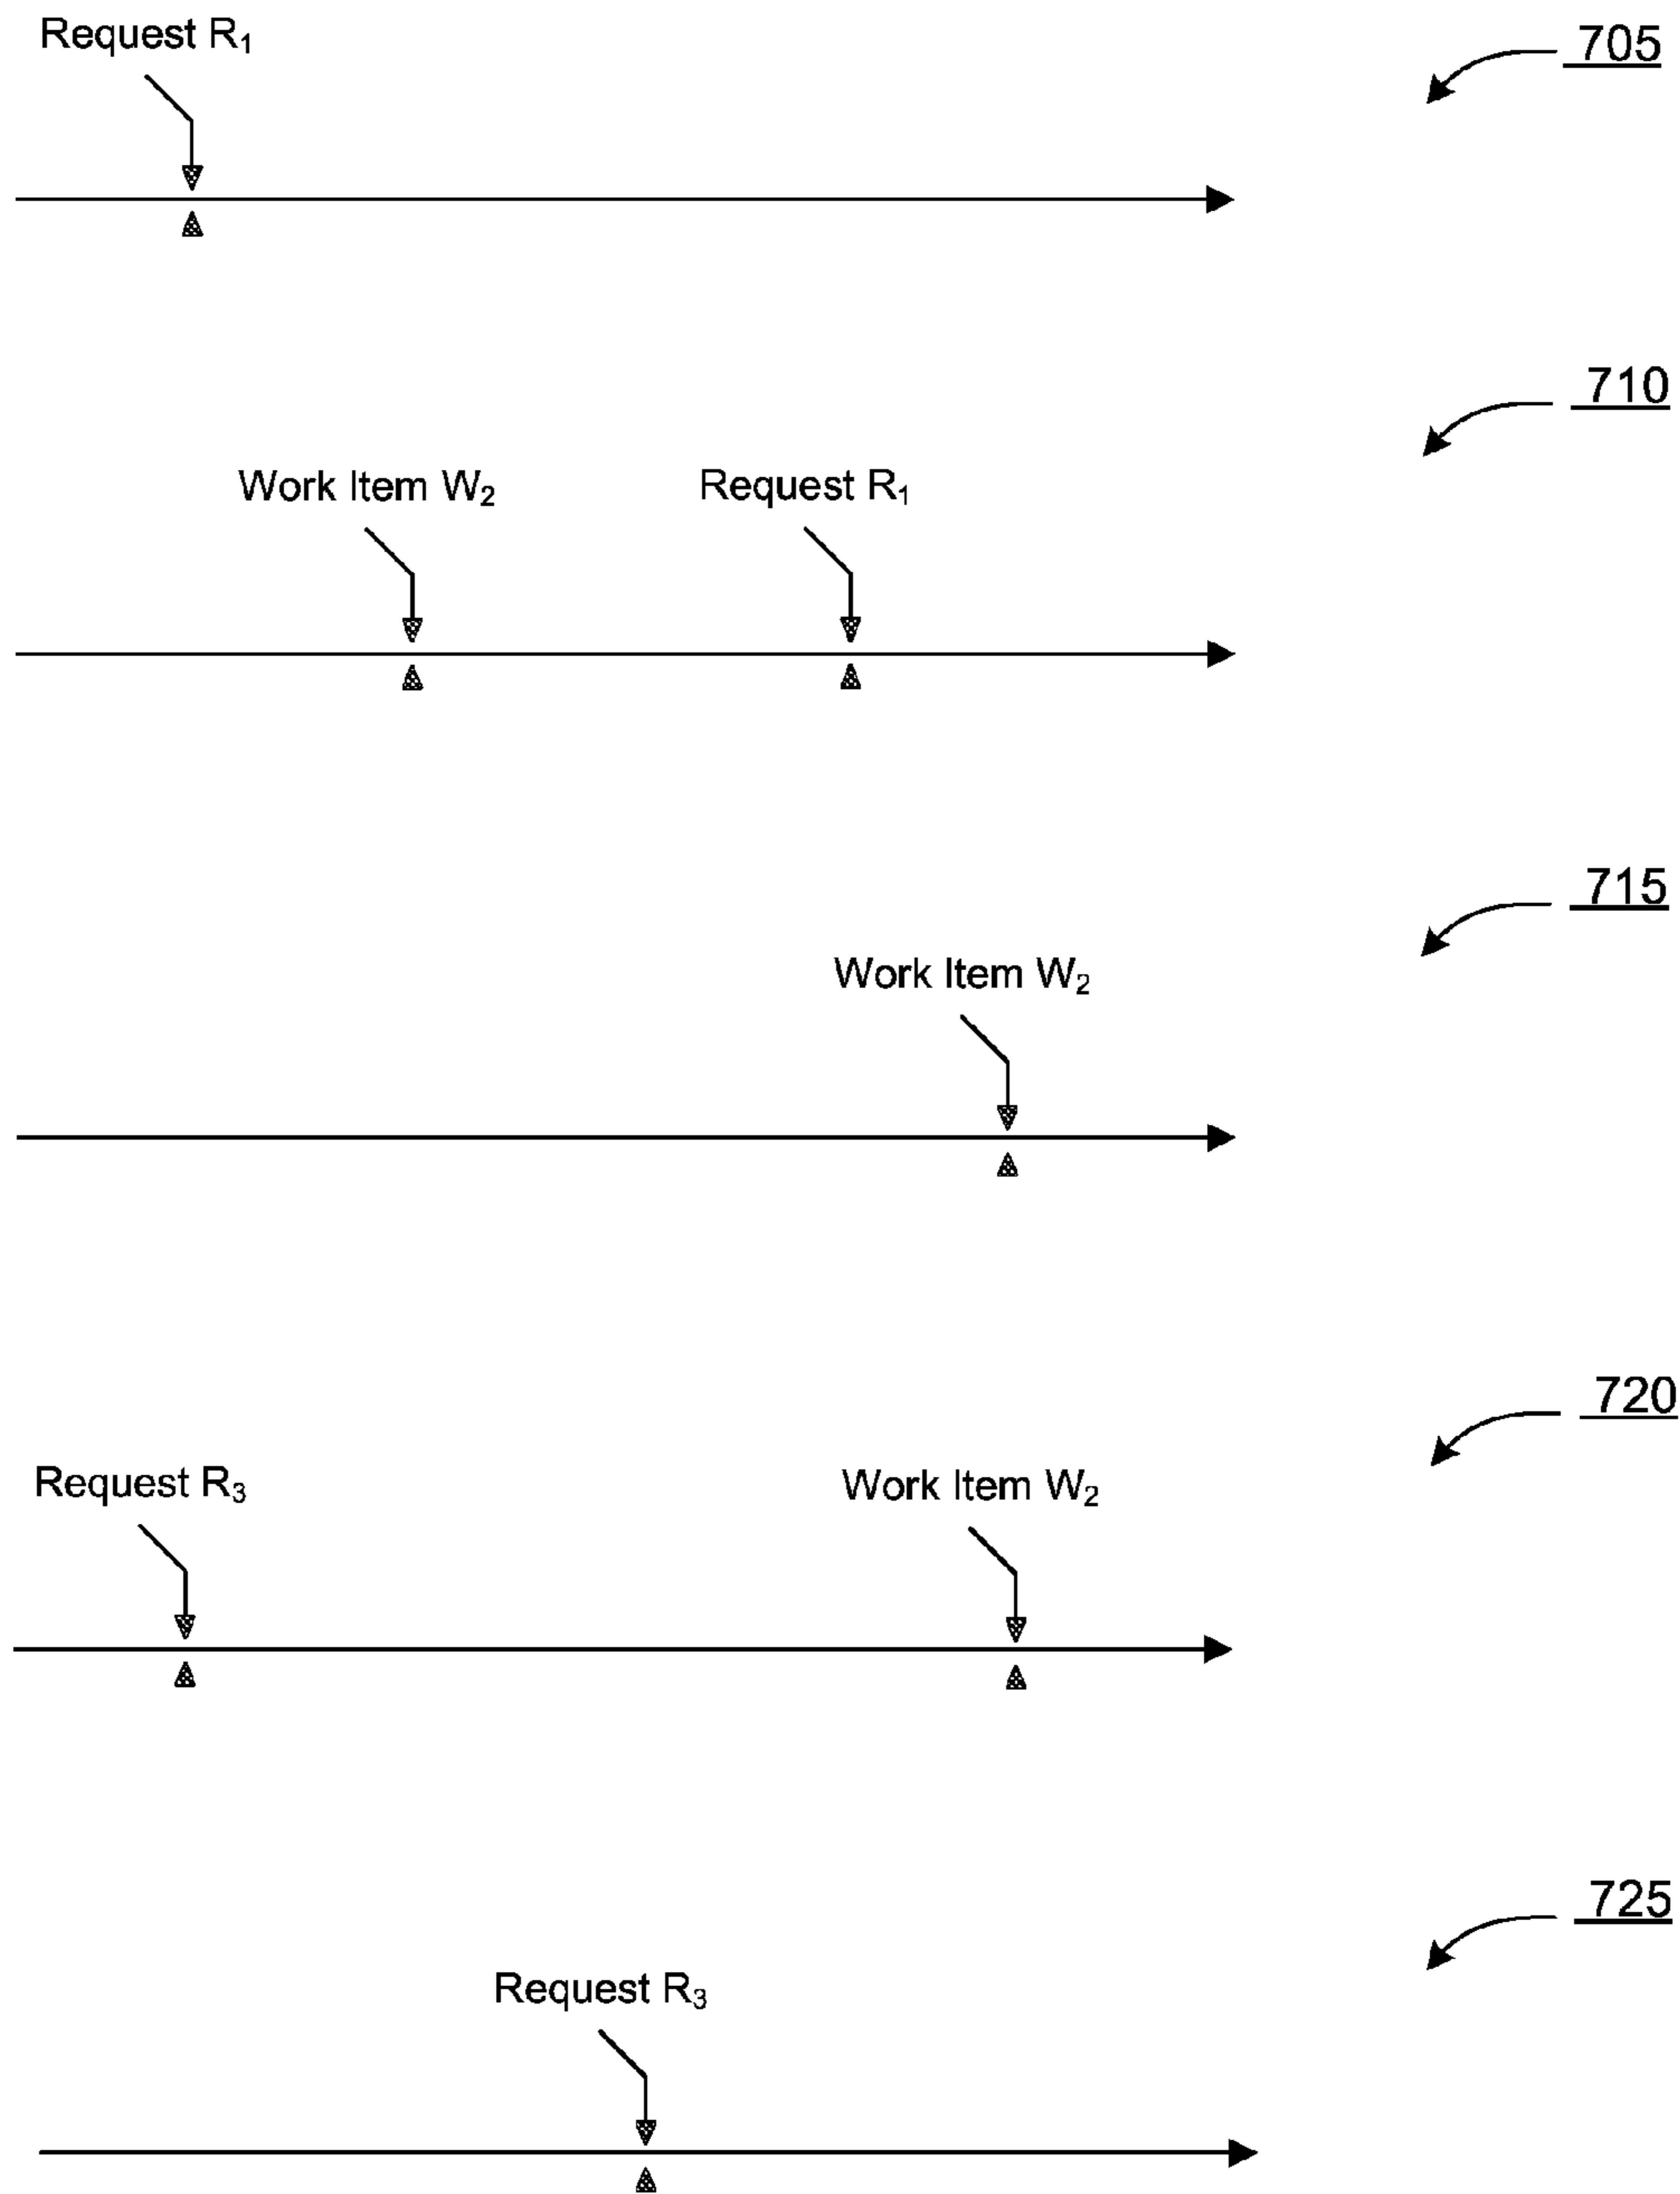 Request R₁
705
710
Work Item W₂ Request R₁
715
Work Item W₂
720
Request R₃ Work Item W₂
725
Request R₃